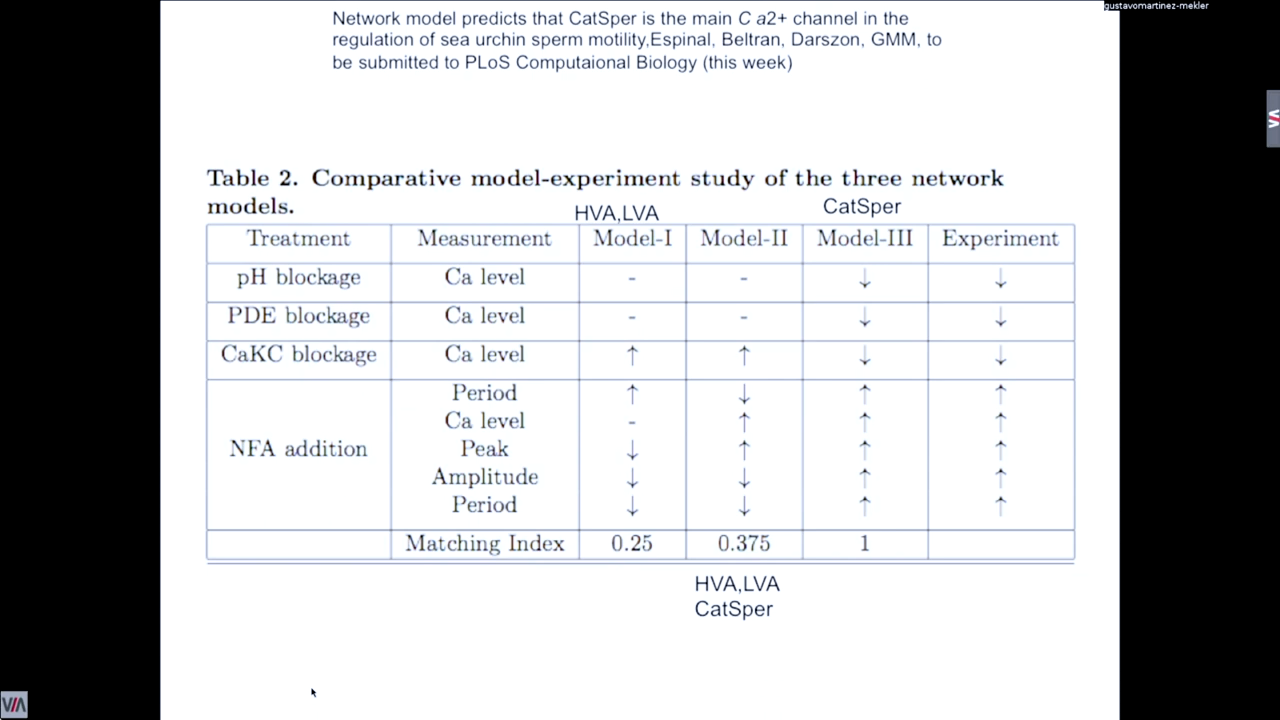 gustavomartinez-mekler
Network model predicts that CatSper is the main C a2+ channel in the
regulation of sea urchin sperm motility,Espinal, Beltran, Darszon, GMM, to
be submitted to PLoS Computaional Biology (this week)
Table 2. Comparative model-experiment study of the three network
models.
HVA,LVA CatSper
Treatment Measurement Model-I Model-II Model-III Experiment
pH blockage Ca level - - ↓ ↓
PDE blockage Ca level - - ↓ ↓
CaKC blockage Ca level ↑ ↑ ↓ ↓
Period ↑ ↓ ↑ ↑
Ca level - ↑ ↑ ↑
NFA addition Peak ↓ ↑ ↑ ↑
Amplitude ↓ ↓ ↑ ↑
Period ↓ ↓ ↑ ↑
Matching Index 0.25 0.375 1
HVA,LVA
CatSper
VIA